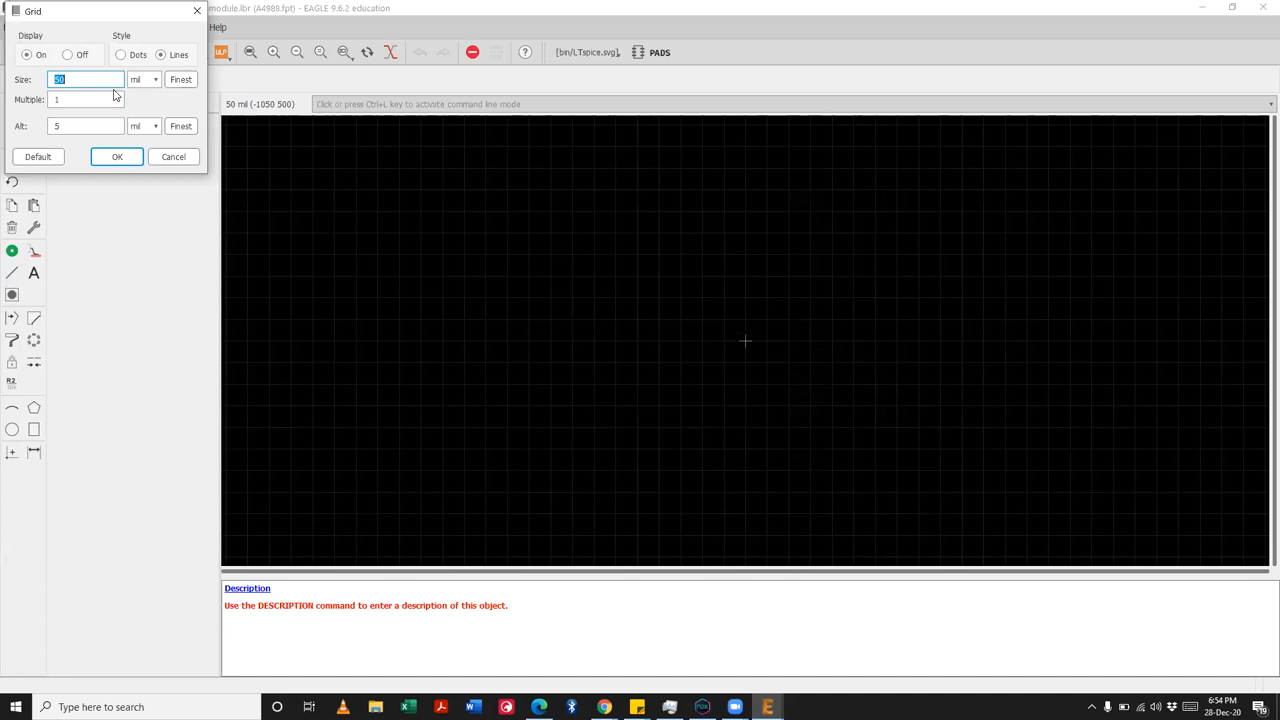 Grid
module.lbr (A4988.fpt) - EAGLE 9.6.2 education
Help
Display
Style
On
Off
Dots
Lines
[bin/LTspice.svg]
PADS
Size:
50
mil
Finest
Multiple:
1
50 mil (-1050 500)
Click or press Ctrl+L key to activate command line mode
Alt:
5
mil
Finest
Default
OK
Cancel
ULP
R2
Description
Use the DESCRIPTION command to enter a description of this object.
Type here to search
6:54 PM
28-Dec-20
19